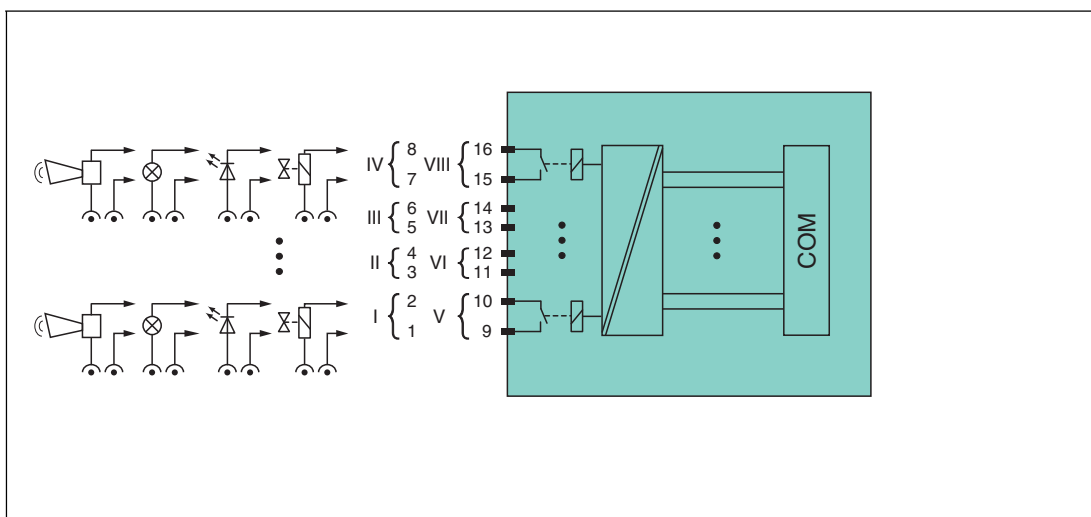 IV { 8 VIII { 16
7 15
III { 6 VII { 14
5 13
II { 4 VI { 12
3 11
I { 2 V { 10
1 9
COM